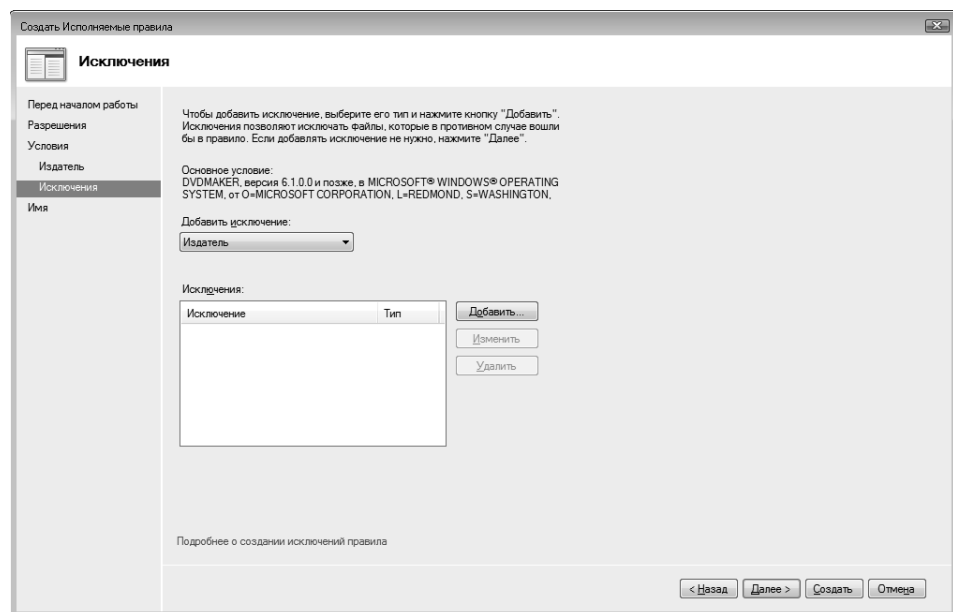 Создать Исполняемые правила
Исключения
Перед началом работы
Разрешения
Условия
Издатель
Исключения
Имя
Чтобы добавить исключение, выберите его тип и нажмите кнопку "Добавить".
Исключения позволяют исключать файлы, которые в противном случае вошли
бы в правило. Если добавлять исключение не нужно, нажмите "Далее".
Основное условие:
DVDMAKER, версия 6.1.0.0 и позже, в MICROSOFT® WINDOWS® OPERATING
SYSTEM, от O=MICROSOFT CORPORATION, L=REDMOND, S=WASHINGTON,
Добавить исключение:
Издатель
Исключения:
Исключение Тип
Добавить...
Изменить
Удалить
Подробнее о создании исключений правила
< Назад Далее > Создать Отмена